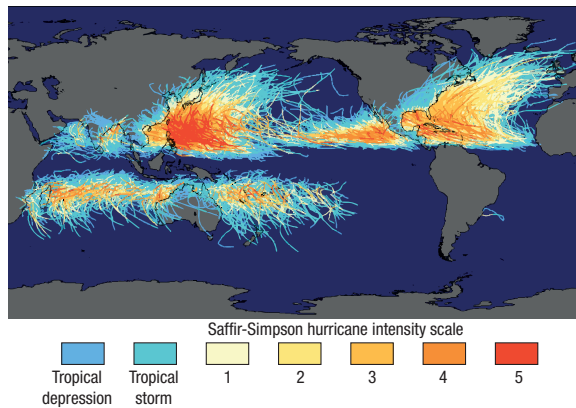 Saffir-Simpson hurricane intensity scale
Tropical
depression
Tropical
storm
1
2
3
4
5